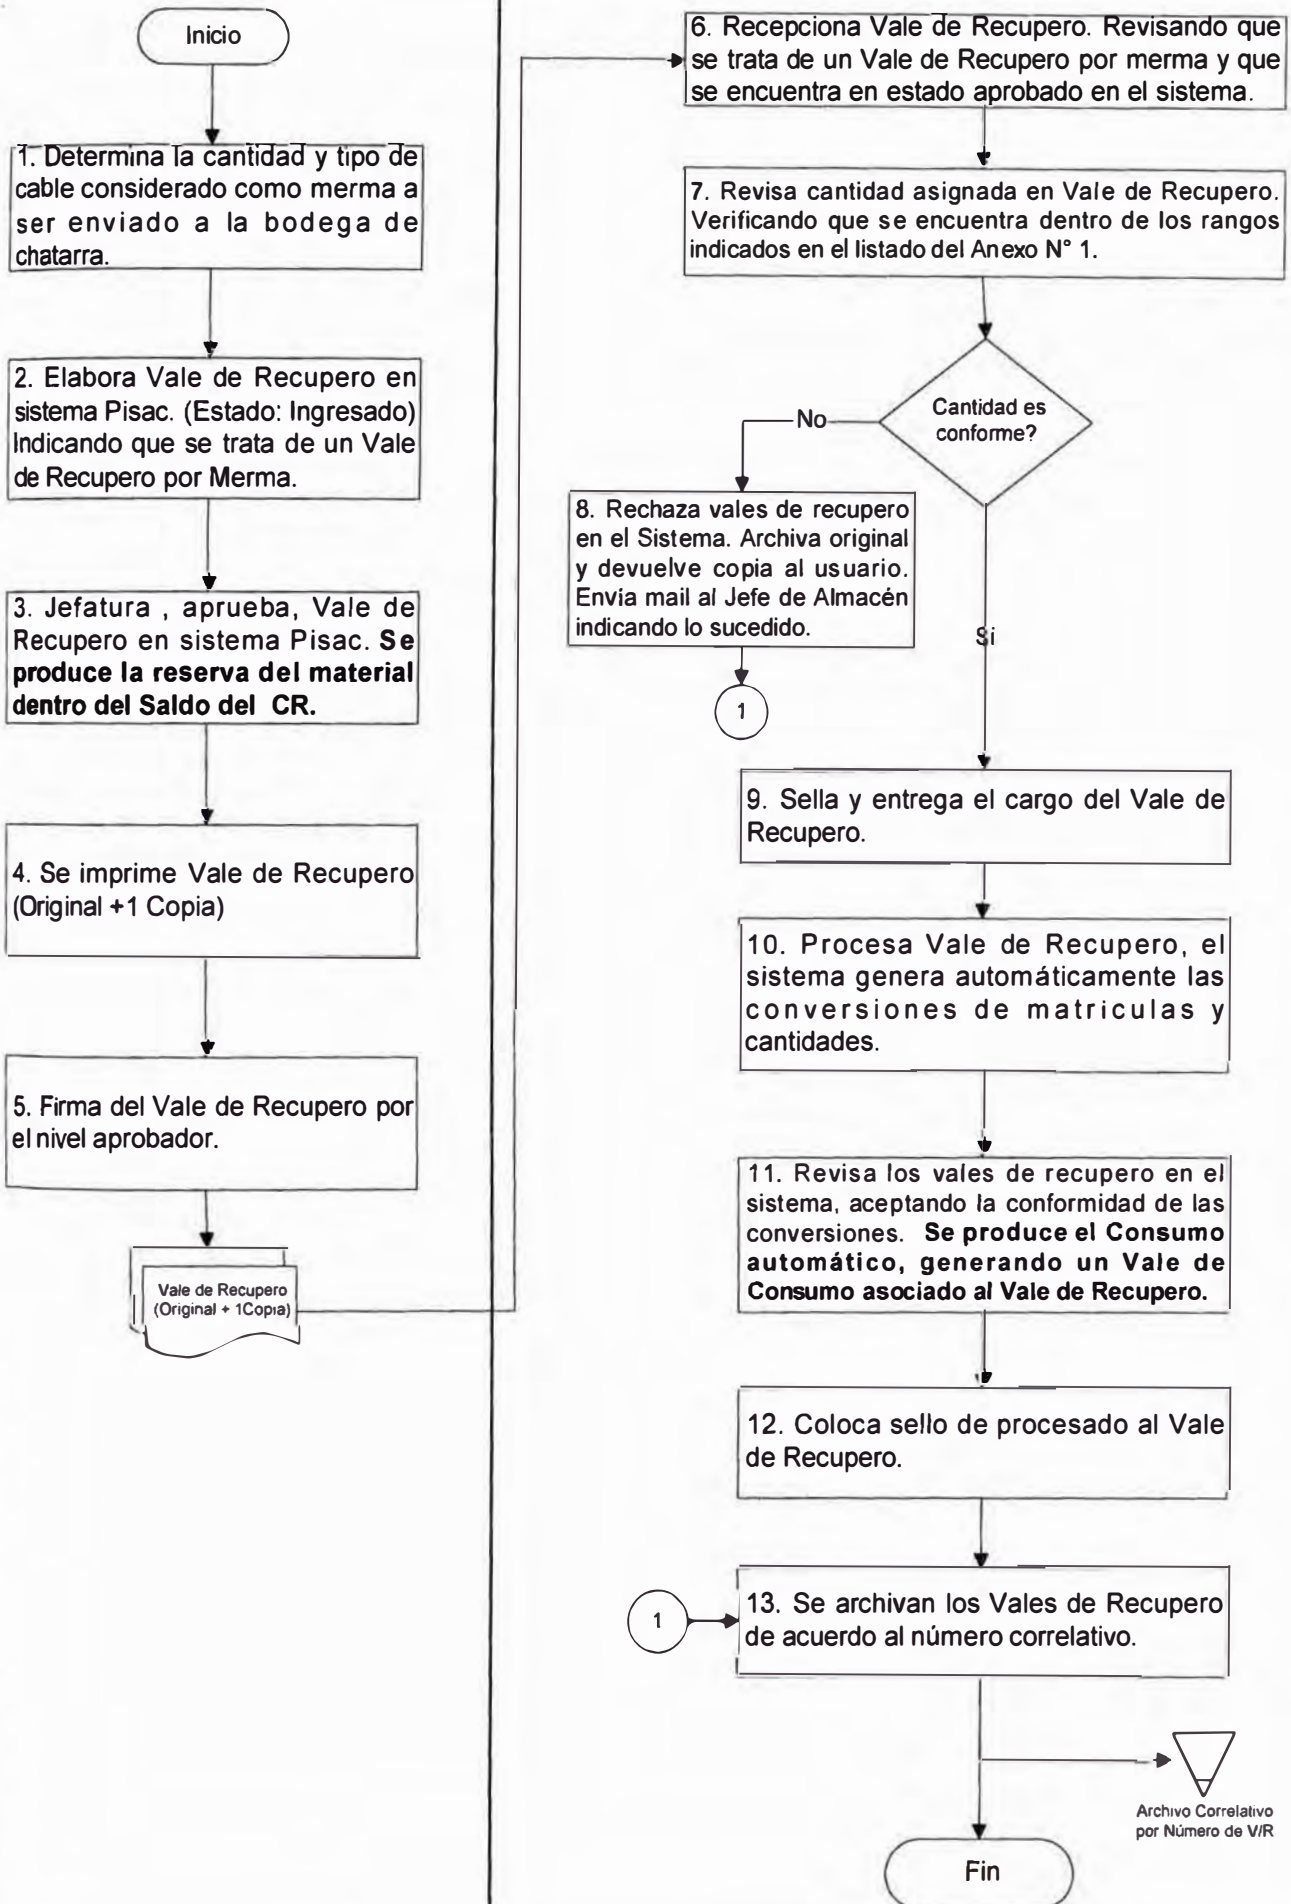 Inicio
1. Determina la cantidad y tipo de
cable considerado como merma a
ser enviado a la bodega de
chatarra.
2. Elabora Vale de Recupero en
sistema Pisac. (Estado: Ingresado)
Indicando que se trata de un Vale
de Recupero por Merma.
3. Jefatura , aprueba, Vale de
Recupero en sistema Pisac. Se
produce la reserva del material
dentro del Saldo del CR.
4. Se imprime Vale de Recupero
(Original +1 Copia)
5. Firma del Vale de Recupero por
el nivel aprobador.
Vale de Recupero
(Original + 1Copia)
6. Recepciona Vale de Recupero. Revisando que
se trata de un Vale de Recupero por merma y que
se encuentra en estado aprobado en el sistema.
7. Revisa cantidad asignada en Vale de Recupero.
Verificando que se encuentra dentro de los rangos
indicados en el listado del Anexo N° 1.
Cantidad es
conforme?
No
8. Rechaza vales de recupero
en el Sistema. Archiva original
y devuelve copia al usuario.
Envía mail al Jefe de Almacén
indicando lo sucedido.
1
Si
9. Sella y entrega el cargo del Vale de
Recupero.
10. Procesa Vale de Recupero, el
sistema genera automáticamente las
conversiones de matriculas y
cantidades.
11. Revisa los vales de recupero en el
sistema, aceptando la conformidad de las
conversiones. Se produce el Consumo
automático, generando un Vale de
Consumo asociado al Vale de Recupero.
12. Coloca sello de procesado al Vale
de Recupero.
1
13. Se archivan los Vales de Recupero
de acuerdo al número correlativo.
Archivo Correlativo
por Número de V/R
Fin